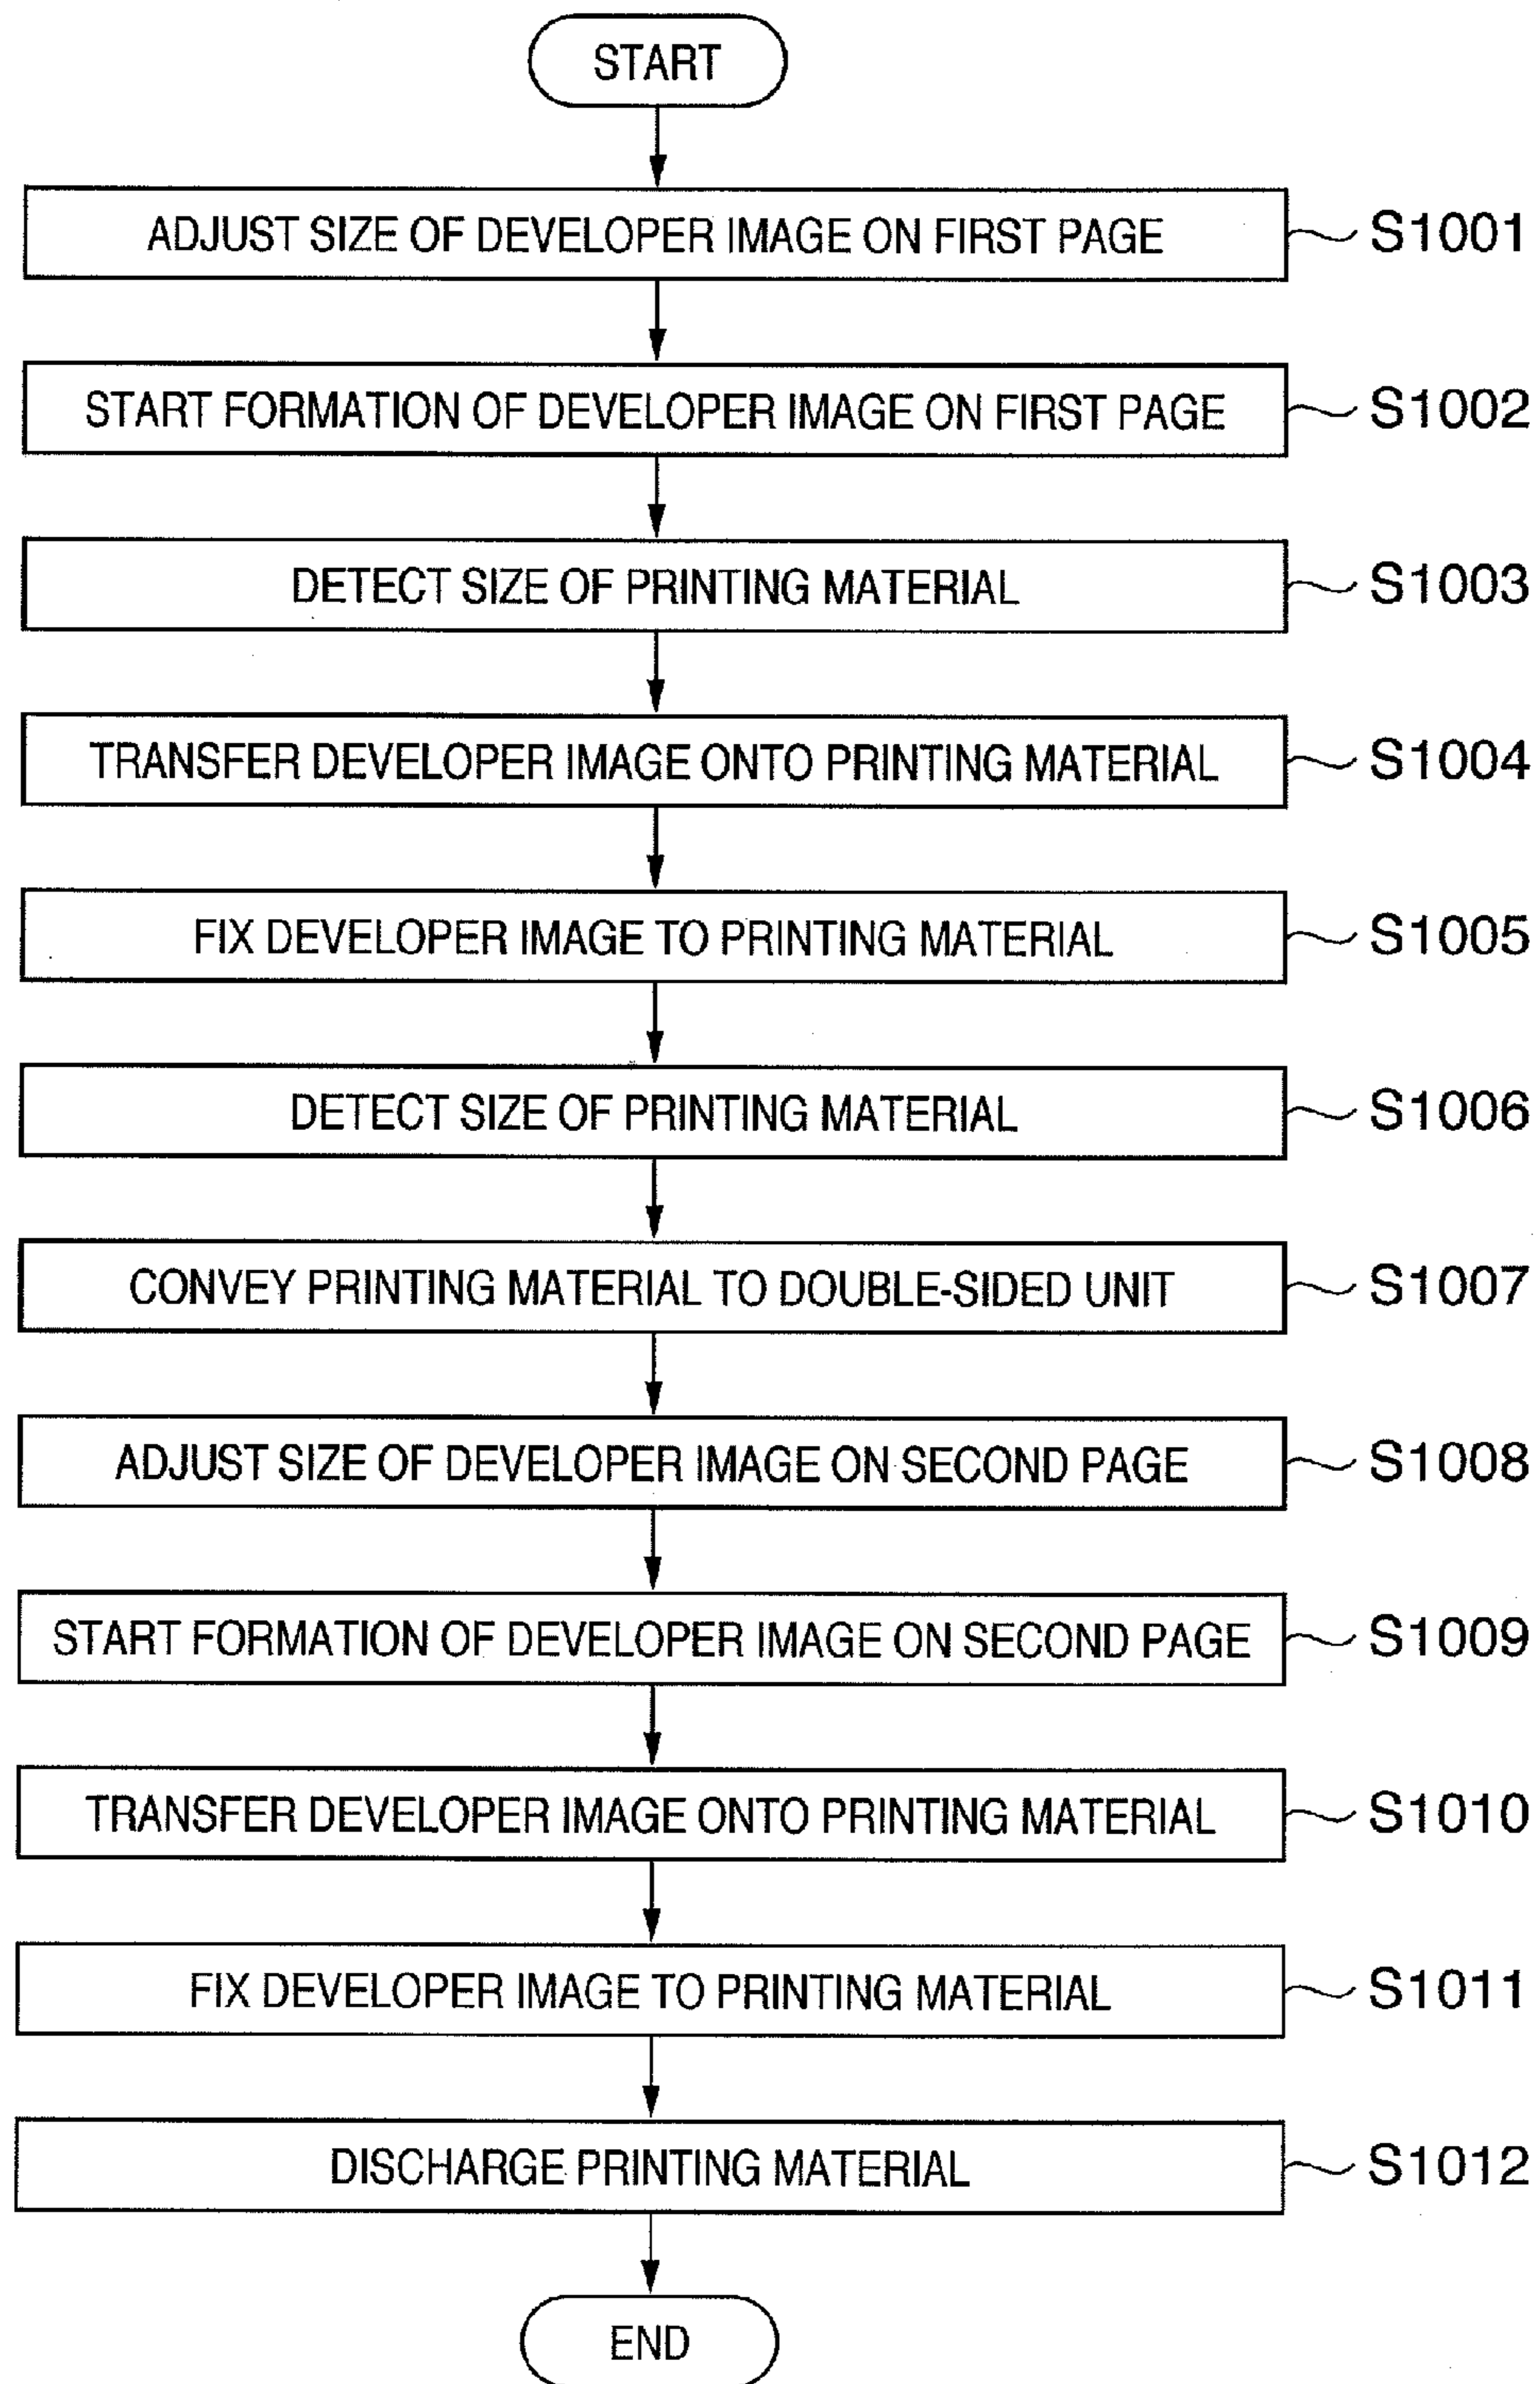 START
ADJUST SIZE OF DEVELOPER IMAGE ON FIRST PAGE S1001
START FORMATION OF DEVELOPER IMAGE ON FIRST PAGE S1002
DETECT SIZE OF PRINTING MATERIAL S1003
TRANSFER DEVELOPER IMAGE ONTO PRINTING MATERIAL S1004
FIX DEVELOPER IMAGE TO PRINTING MATERIAL S1005
DETECT SIZE OF PRINTING MATERIAL S1006
CONVEY PRINTING MATERIAL TO DOUBLE-SIDED UNIT S1007
ADJUST SIZE OF DEVELOPER IMAGE ON SECOND PAGE S1008
START FORMATION OF DEVELOPER IMAGE ON SECOND PAGE S1009
TRANSFER DEVELOPER IMAGE ONTO PRINTING MATERIAL S1010
FIX DEVELOPER IMAGE TO PRINTING MATERIAL S1011
DISCHARGE PRINTING MATERIAL S1012
END